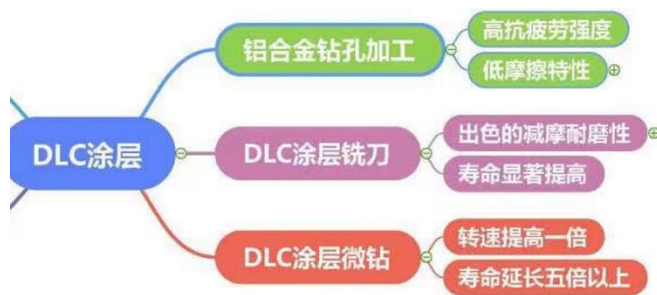 DLC涂层
铝合金钻孔加工
高抗疲劳强度
低摩擦特性
DLC涂层铣刀
出色的减摩耐磨性
寿命显著提高
DLC涂层微钻
转速提高一倍
寿命延长五倍以上